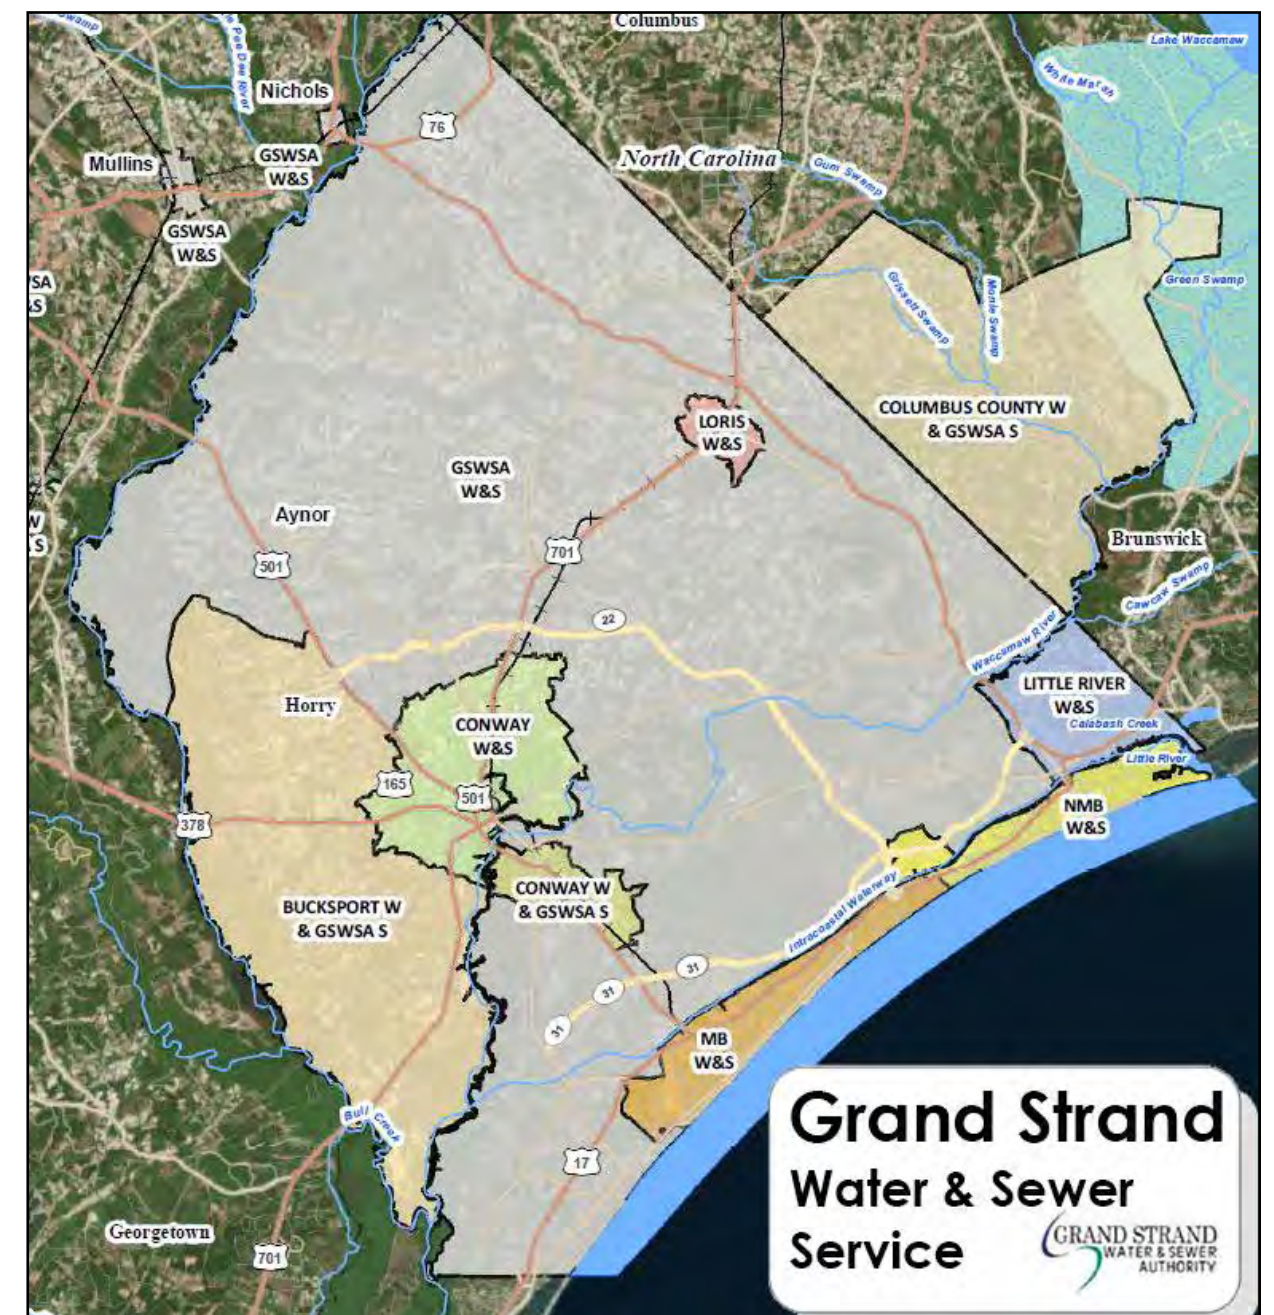 Columbus
Swamp
e Pee Dee River
Lake Waccamaw
White Marsh
Nichols
76
Mullins
GSWSA
W&S
North Carolina
Gum Swamp
GSWSA
W&S
SA
&S
Green Swamp
Grissett Swamp
Monie Swamp
COLUMBUS COUNTY W
& GSWSA S
LORIS
W&S
GSWSA
W&S
Aynor
W
S
701
Brunswick
501
Cawcaw Swamp
22
Waccamaw River
LITTLE RIVER
W&S
Horry
CONWAY
W&S
Calabash Creek
Little River
165
501
NMB
W&S
378
CONWAY W
& GSWSA S
BUCKSPORT W
& GSWSA S
Intracoastal Waterway
31
31
31
MB
W&S
Bull Creek
17
Georgetown
701
Grand Strand
Water & Sewer
Service
GRAND STRAND
WATER & SEWER
AUTHORITY